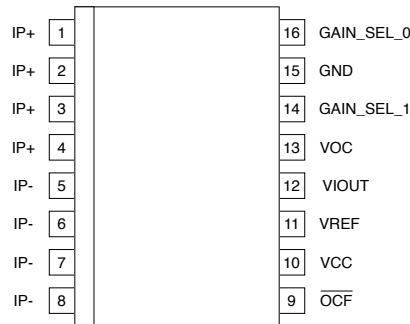 IP+ 1 16 GAIN_SEL_0
IP+ 2 15 GND
IP+ 3 14 GAIN_SEL_1
IP+ 4 13 VOC
IP- 5 12 VIOUT
IP- 6 11 VREF
IP- 7 10 VCC
IP- 8 9 O̅C̅F̅